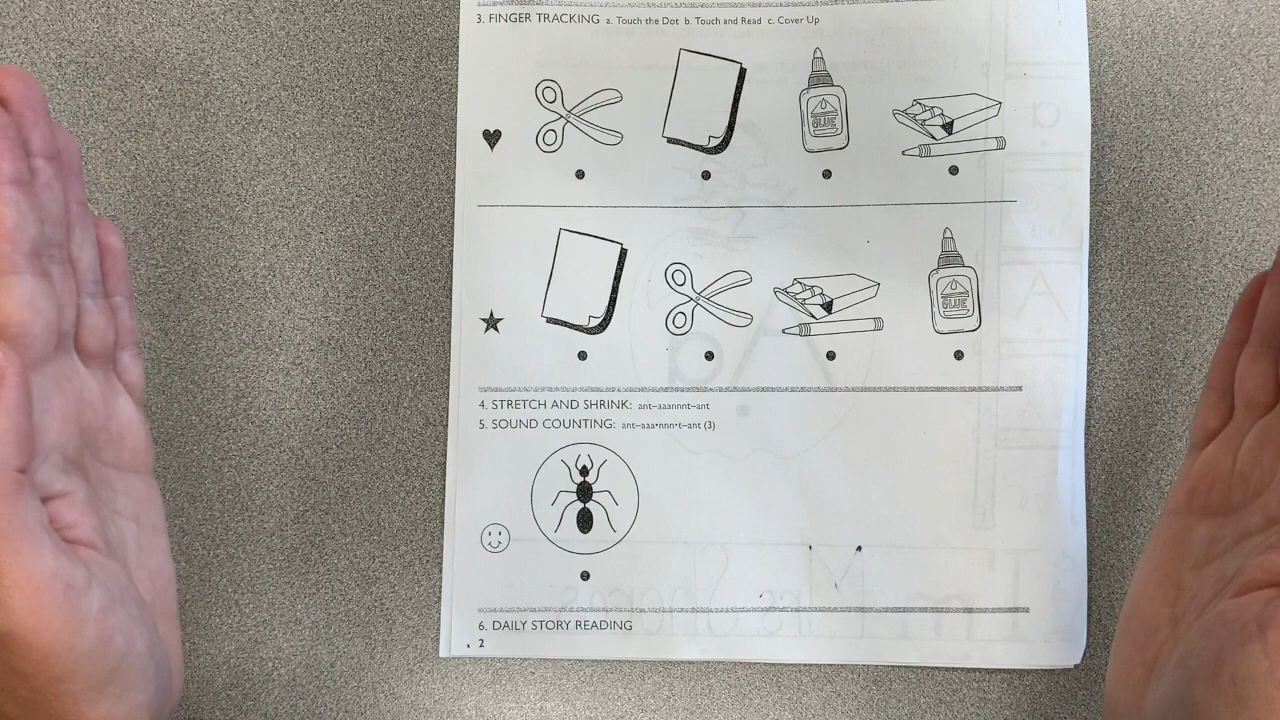 3. FINGER TRACKING a. Touch the Dot b. Touch and Read c. Cover Up
GLUE
GLUE
4. STRETCH AND SHRINK: ant–aaannnt–ant
5. SOUND COUNTING: ant–aaa•nnn•t–ant (3)
6. DAILY STORY READING
2